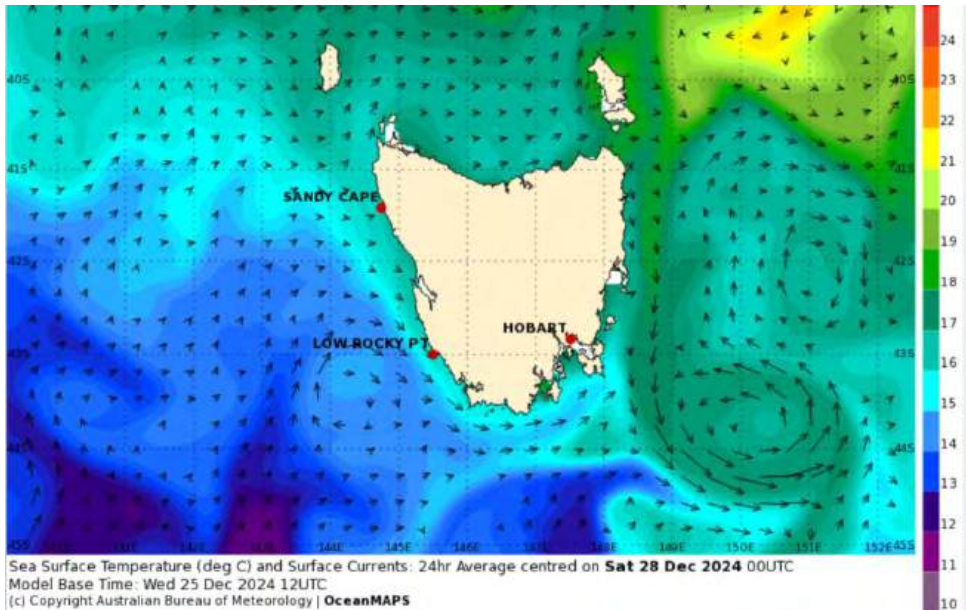 24
23
22
21
20
19
18
17
16
15
14
13
12
11
10
40S
41S
SANDY CAPE
42S
HOBART
LOW ROCKY PT
43S
44S
45S 144E 145E 146E 147E 148E 149E 150E 151E 152E 45S
Sea Surface Temperature (deg C) and Surface Currents: 24hr Average centred on Sat 28 Dec 2024 00UTC
Model Base Time: Wed 25 Dec 2024 12UTC
(c) Copyright Australian Bureau of Meteorology | OceanMAPS